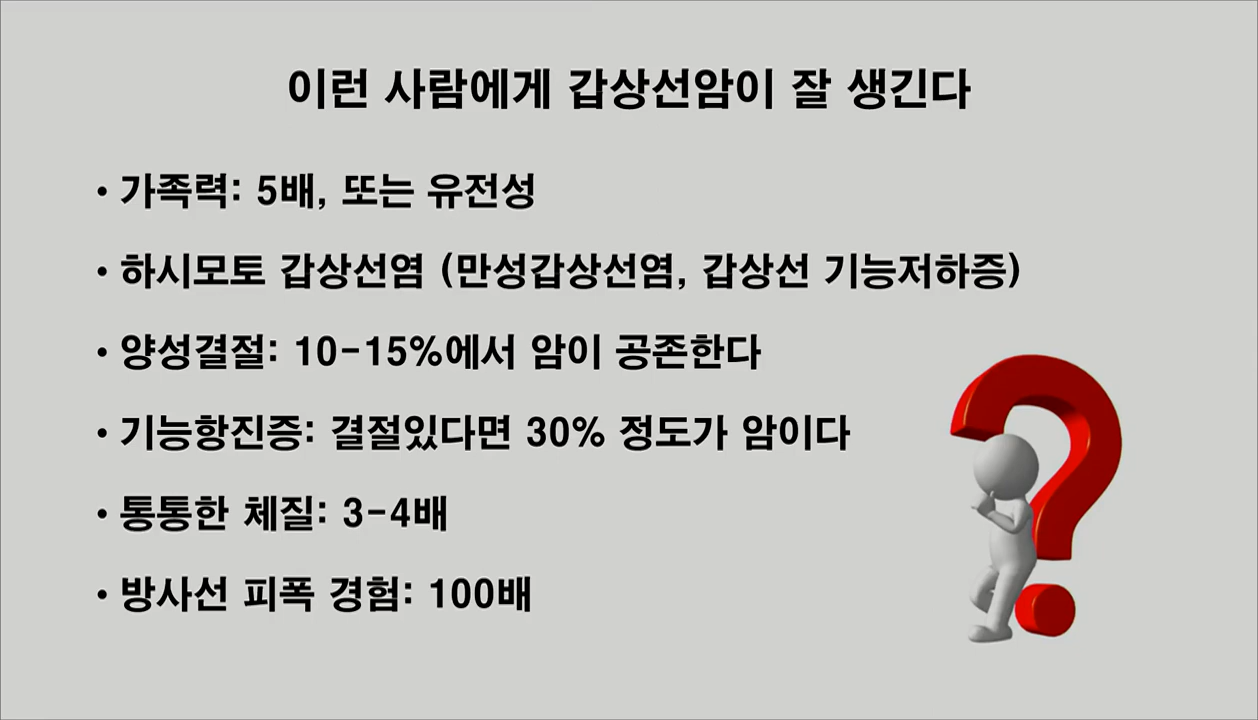 이런 사람에게 갑상선암이 잘 생긴다
• 가족력: 5배, 또는 유전성
• 하시모토 갑상선염 (만성갑상선염, 갑상선 기능저하증)
• 양성결절: 10-15%에서 암이 공존한다
• 기능항진증: 결절있다면 30% 정도가 암이다
• 통통한 체질: 3-4배
• 방사선 피폭 경험: 100배